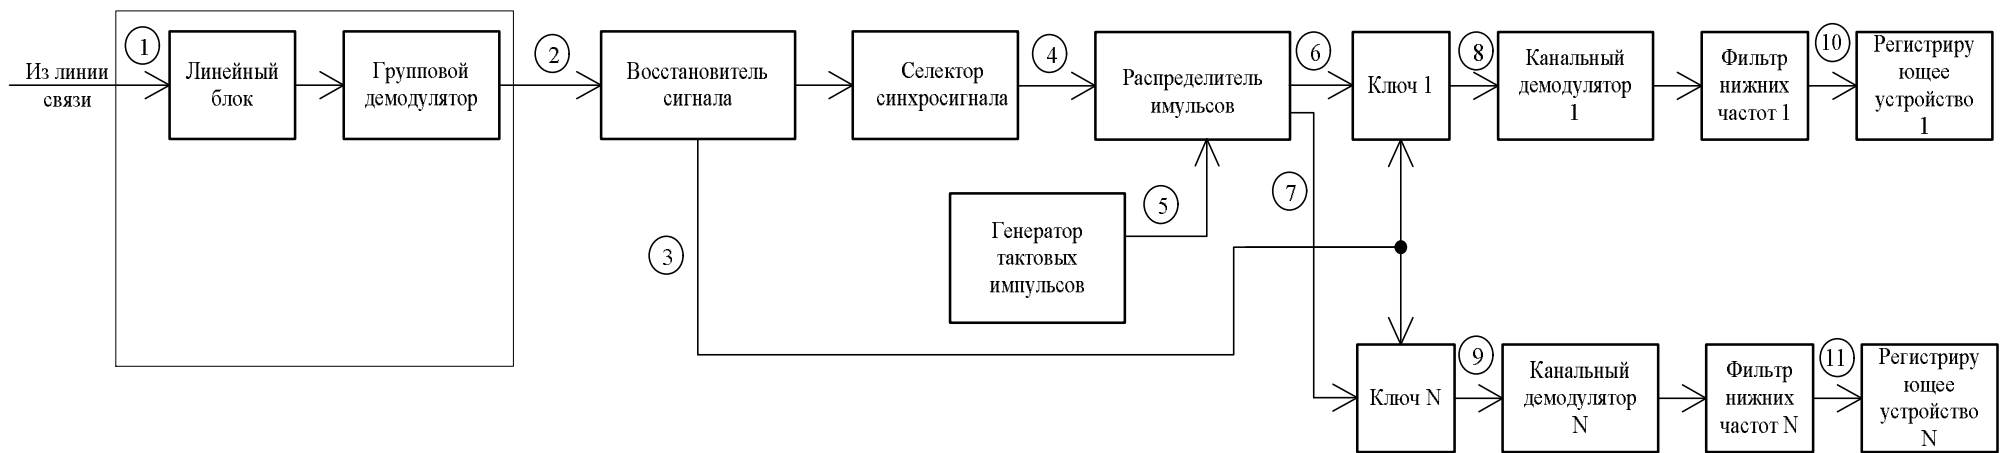 Из линии
связи
1
Линейный
блок
Групповой
демодулятор
2
Восстановитель
сигнала
3
Селектор
синхросигнала
4
Распределитель
имульсов
Генератор
тактовых
импульсов
5
6
7
Ключ 1
8
Канальный
демодулятор
1
Фильтр
нижних
частот 1
10
Регистриру
ющее
устройство
1
Ключ N
9
Канальный
демодулятор
N
Фильтр
нижних
частот N
11
Регистриру
ющее
устройство
N